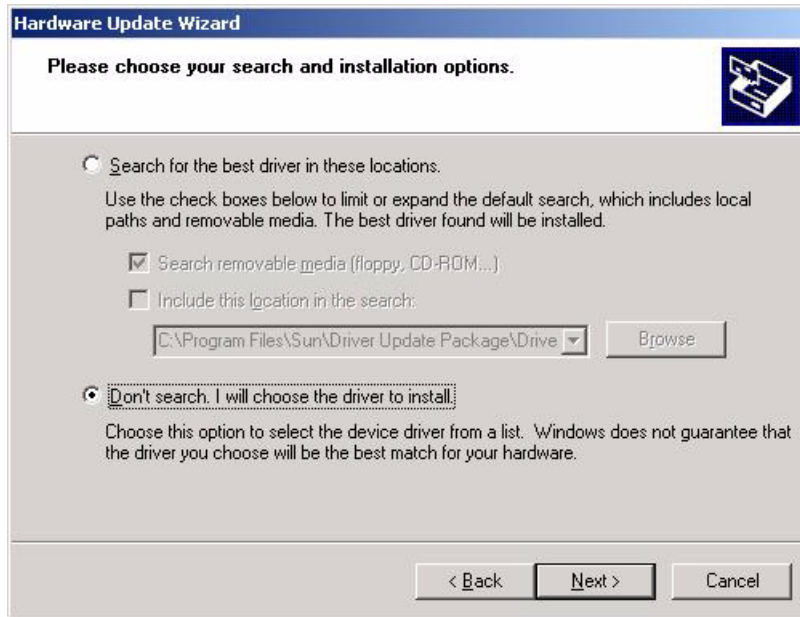 Hardware Update Wizard
Please choose your search and installation options.
Search for the best driver in these locations.
Use the check boxes below to limit or expand the default search, which includes local
paths and removable media. The best driver found will be installed.
Search removable media (floppy, CD-ROM...)
Include this location in the search:
C:\Program Files\Sun\Driver Update Package\Drive
Browse
Don't search. I will choose the driver to install.
Choose this option to select the device driver from a list. Windows does not guarantee that
the driver you choose will be the best match for your hardware.
< Back Next > Cancel